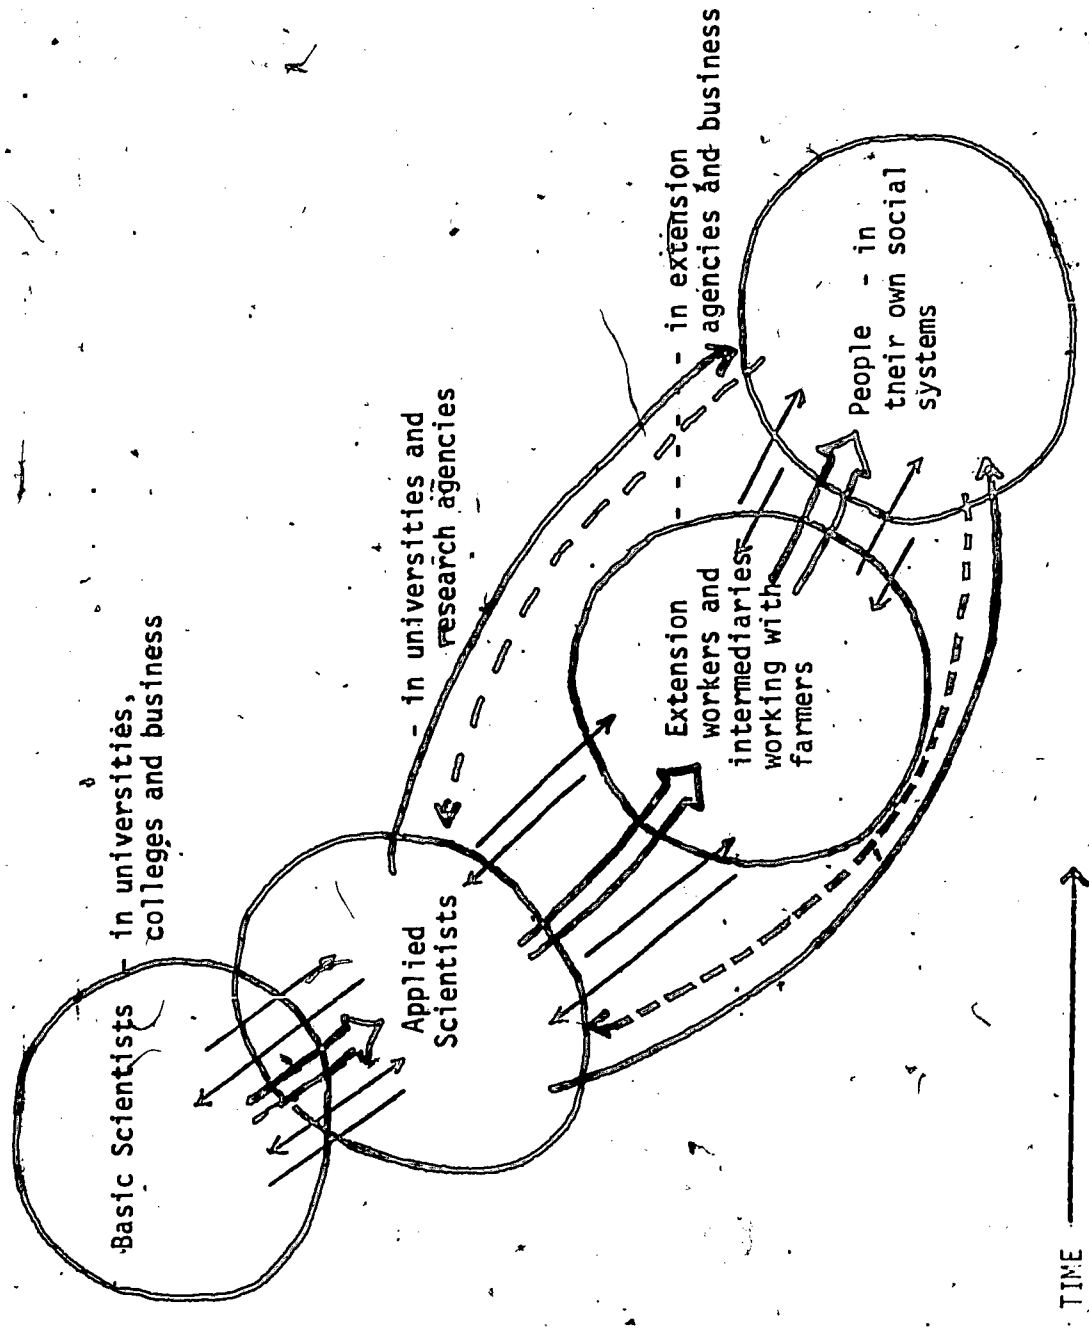 Basic Scientists - in universities,
colleges and business
Applied
Scientists
- - in universities and
research agencies
Extension
workers and
intermediaries
working with
farmers
- - - - - in extension
agencies and business
People - in
tneir own social
systems
TIME